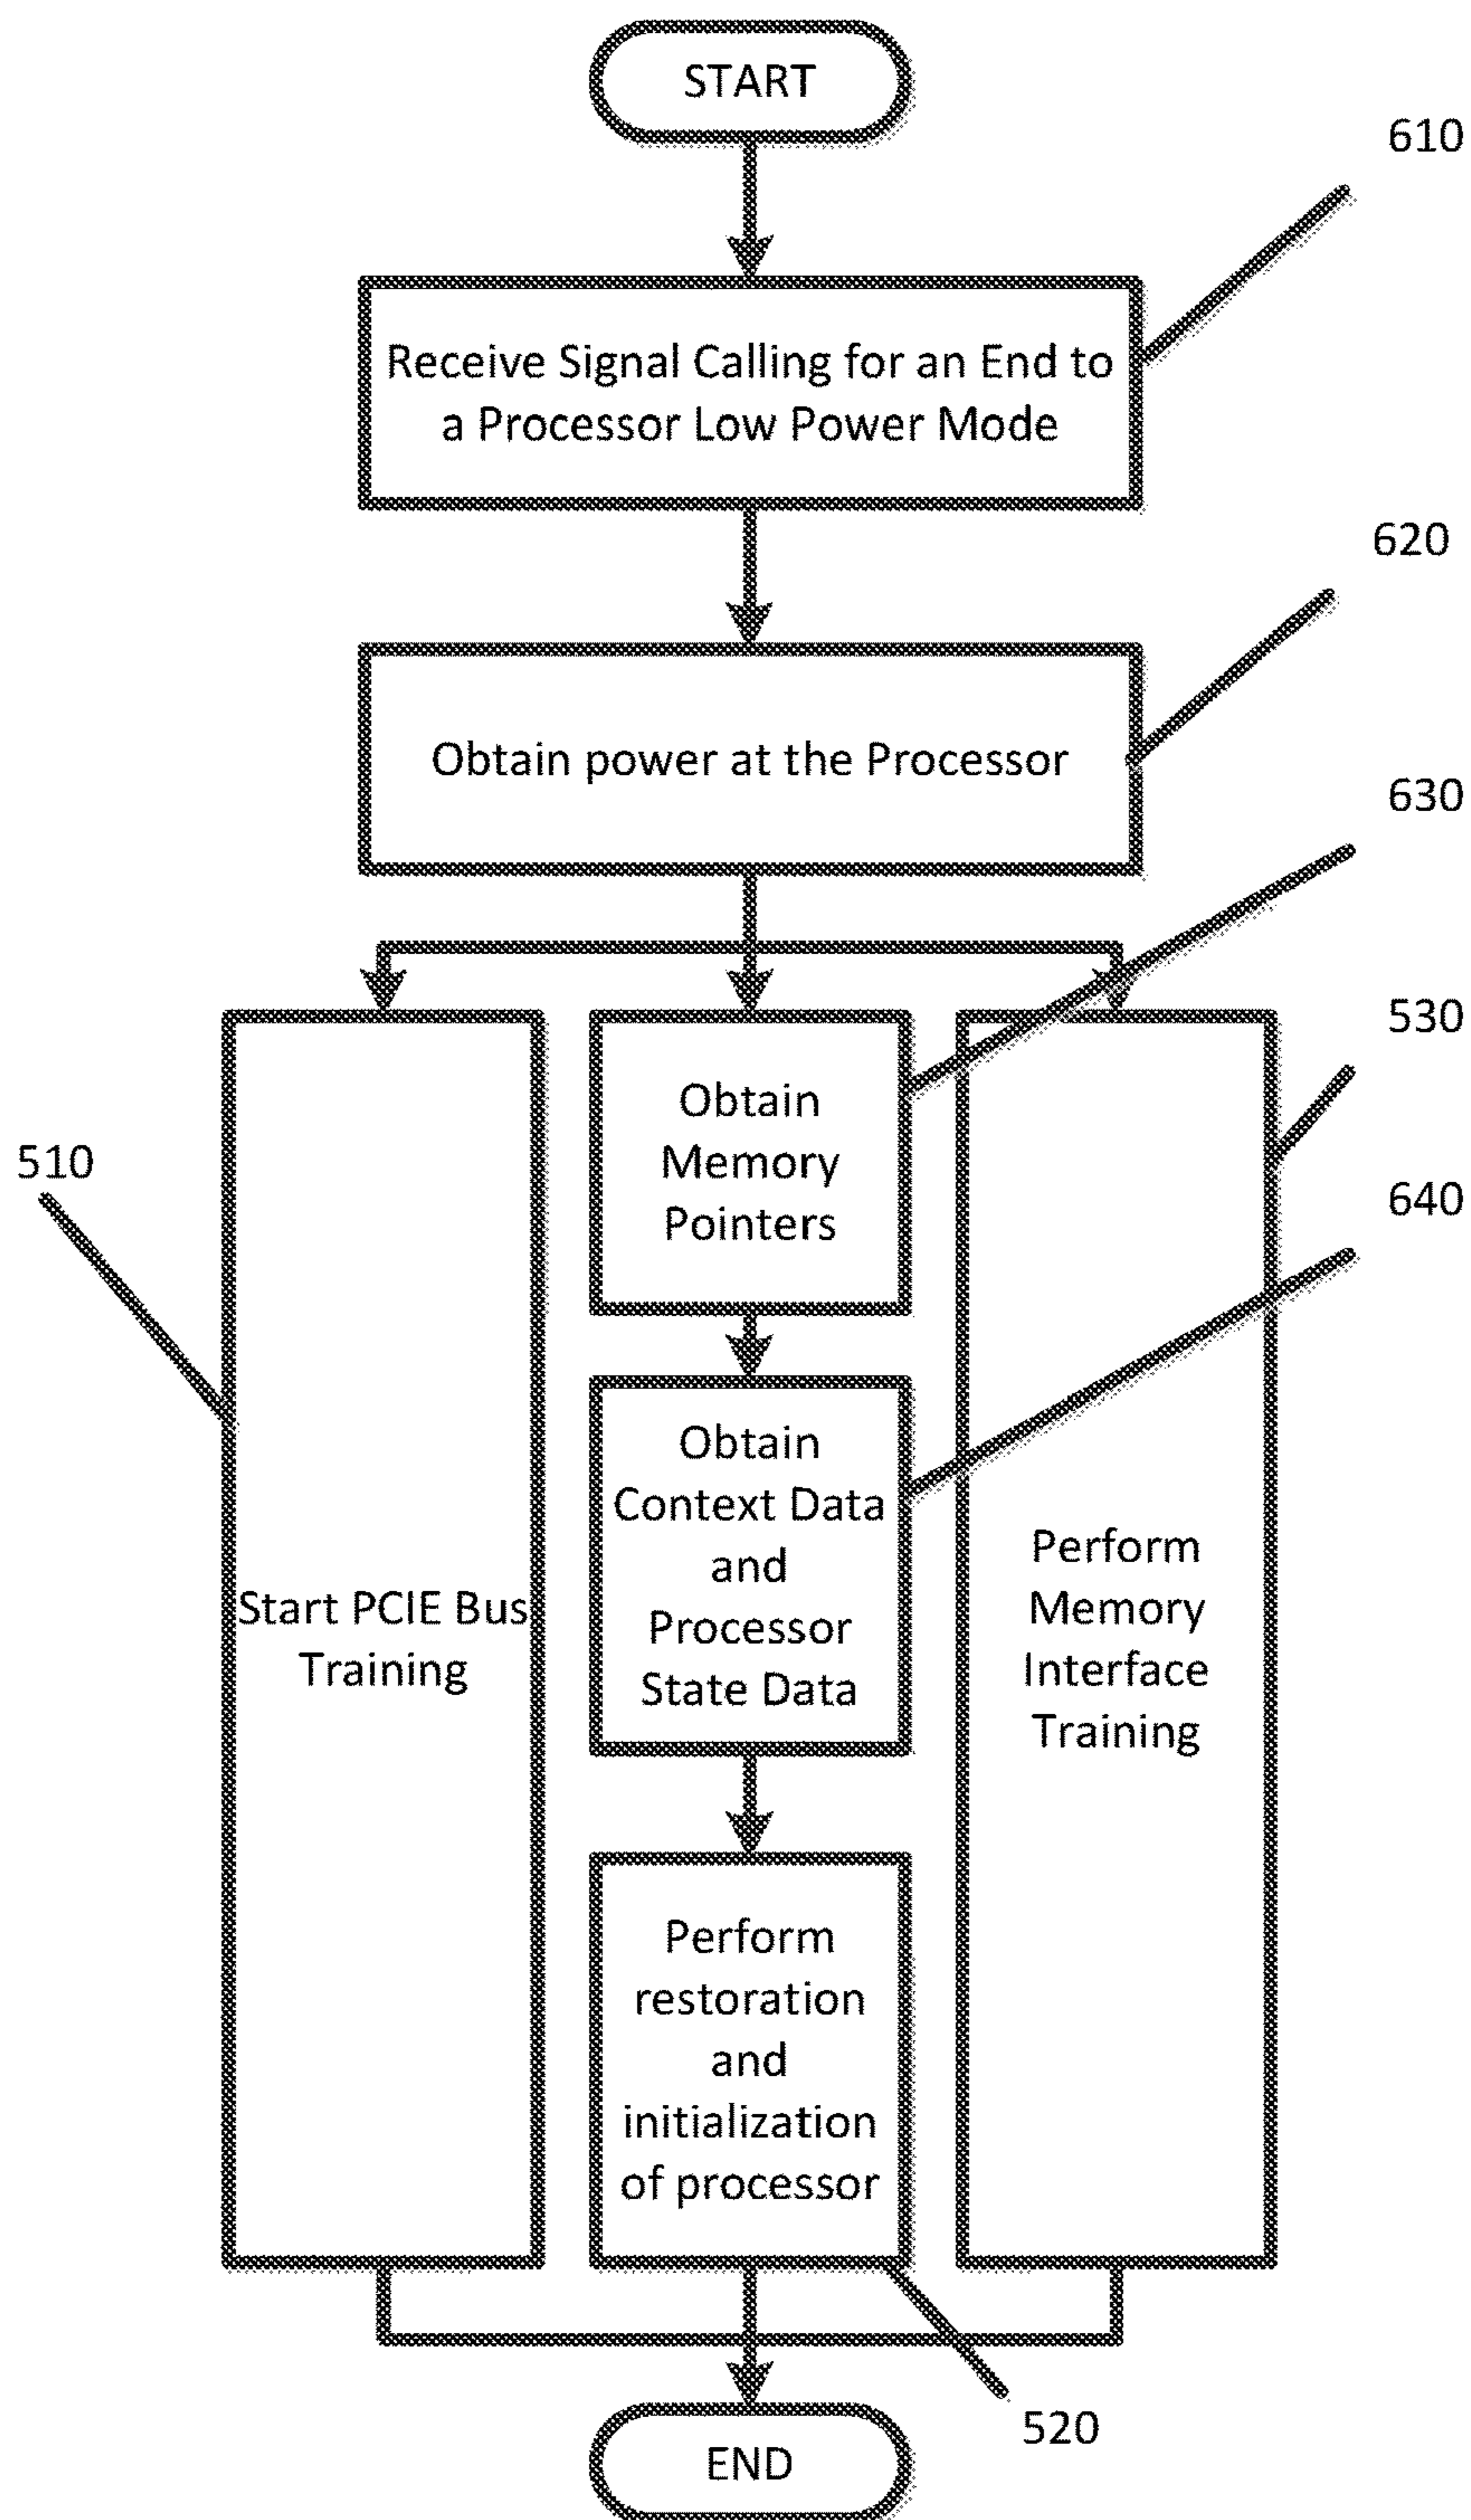 START
610
Receive Signal Calling for an End to
a Processor Low Power Mode
620
Obtain power at the Processor
630
530
Obtain
Memory
Pointers
510
640
Obtain
Context Data
and
Processor
State Data
Start PCIE Bus
Training
Perform
Memory
Interface
Training
Perform
restoration
and
initialization
of processor
520
END